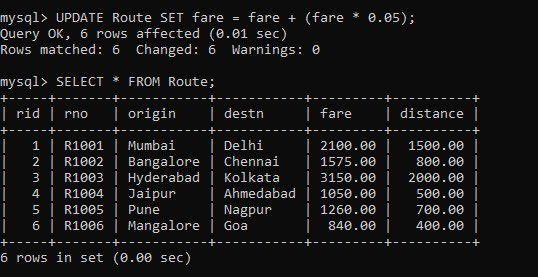 mysql> UPDATE Route SET fare = fare + (fare * 0.05);
Query OK, 6 rows affected (0.01 sec)
Rows matched: 6  Changed: 6  Warnings: 0

mysql> SELECT * FROM Route;
+-----+-------+-----------+-----------+---------+----------+
| rid | rno   | origin    | destn     | fare    | distance |
+-----+-------+-----------+-----------+---------+----------+
|   1 | R1001 | Mumbai    | Delhi     | 2100.00 |  1500.00 |
|   2 | R1002 | Bangalore | Chennai   | 1575.00 |   800.00 |
|   3 | R1003 | Hyderabad | Kolkata   | 3150.00 |  2000.00 |
|   4 | R1004 | Jaipur    | Ahmedabad | 1050.00 |   500.00 |
|   5 | R1005 | Pune      | Nagpur    | 1260.00 |   700.00 |
|   6 | R1006 | Mangalore | Goa       |  840.00 |   400.00 |
+-----+-------+-----------+-----------+---------+----------+
6 rows in set (0.00 sec)